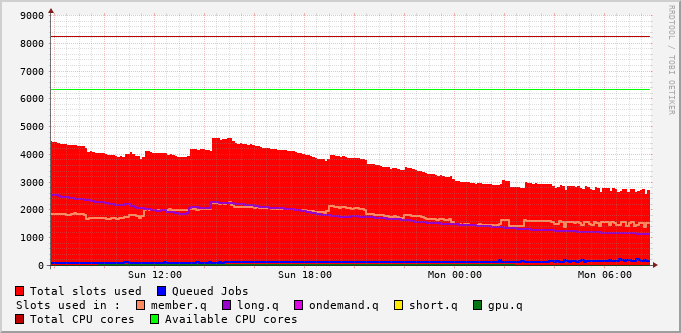 9000
8000
7000
6000
5000
4000
3000
2000
1000
0
Sun 12:00 Sun 18:00 Mon 00:00 Mon 06:00
RRDTOOL / TOBI OETIKER
Total slots used Queued Jobs
Slots used in : member.q long.q ondemand.q short.q gpu.q
Total CPU cores Available CPU cores